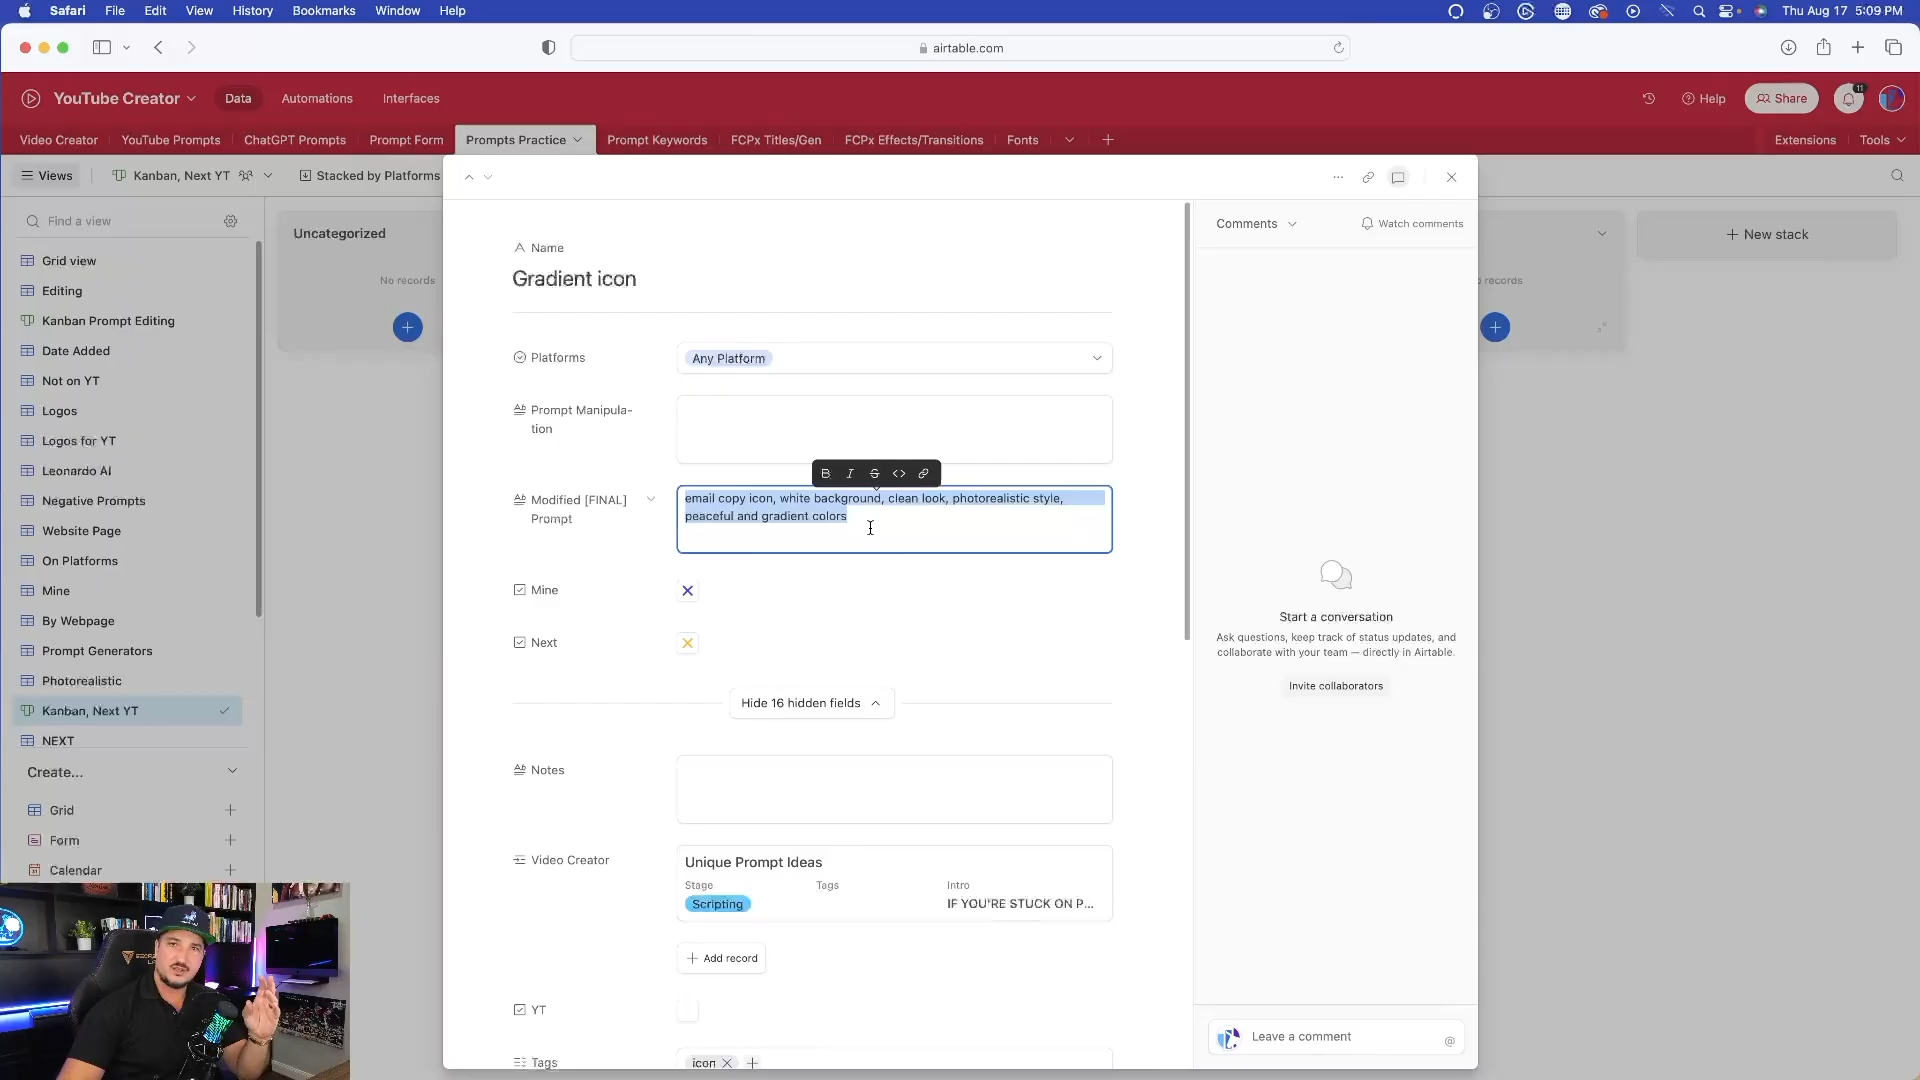 Safari File Edit View History Bookmarks Window Help
Thu Aug 17 5:09 PM
airtable.com
YouTube Creator Data Automations Interfaces
Help Share 11
Video Creator YouTube Prompts ChatGPT Prompts Prompt Form Prompts Practice Prompt Keywords FCPx Titles/Gen FCPx Effects/Transitions Fonts
Extensions Tools
Views Kanban, Next YT Stacked by Platforms
Find a view
Grid view
Editing
Kanban Prompt Editing
Date Added
Not on YT
Logos
Logos for YT
Leonardo AI
Negative Prompts
Website Page
On Platforms
Mine
By Webpage
Prompt Generators
Photorealistic
Kanban, Next YT
NEXT
Create...
Grid
Form
Calendar
Uncategorized
No records
Name
Gradient icon
Platforms
Any Platform
Prompt Manipula-
tion
Modified [FINAL]
Prompt
email copy icon, white background, clean look, photorealistic style,
peaceful and gradient colors
Mine
Next
Hide 16 hidden fields
Notes
Video Creator
Unique Prompt Ideas
Stage Tags Intro
Scripting IF YOU'RE STUCK ON P...
Add record
YT
Tags
icon
Comments Watch comments
Start a conversation
Ask questions, keep track of status updates, and
collaborate with your team — directly in Airtable.
Invite collaborators
Leave a comment @
records
New stack